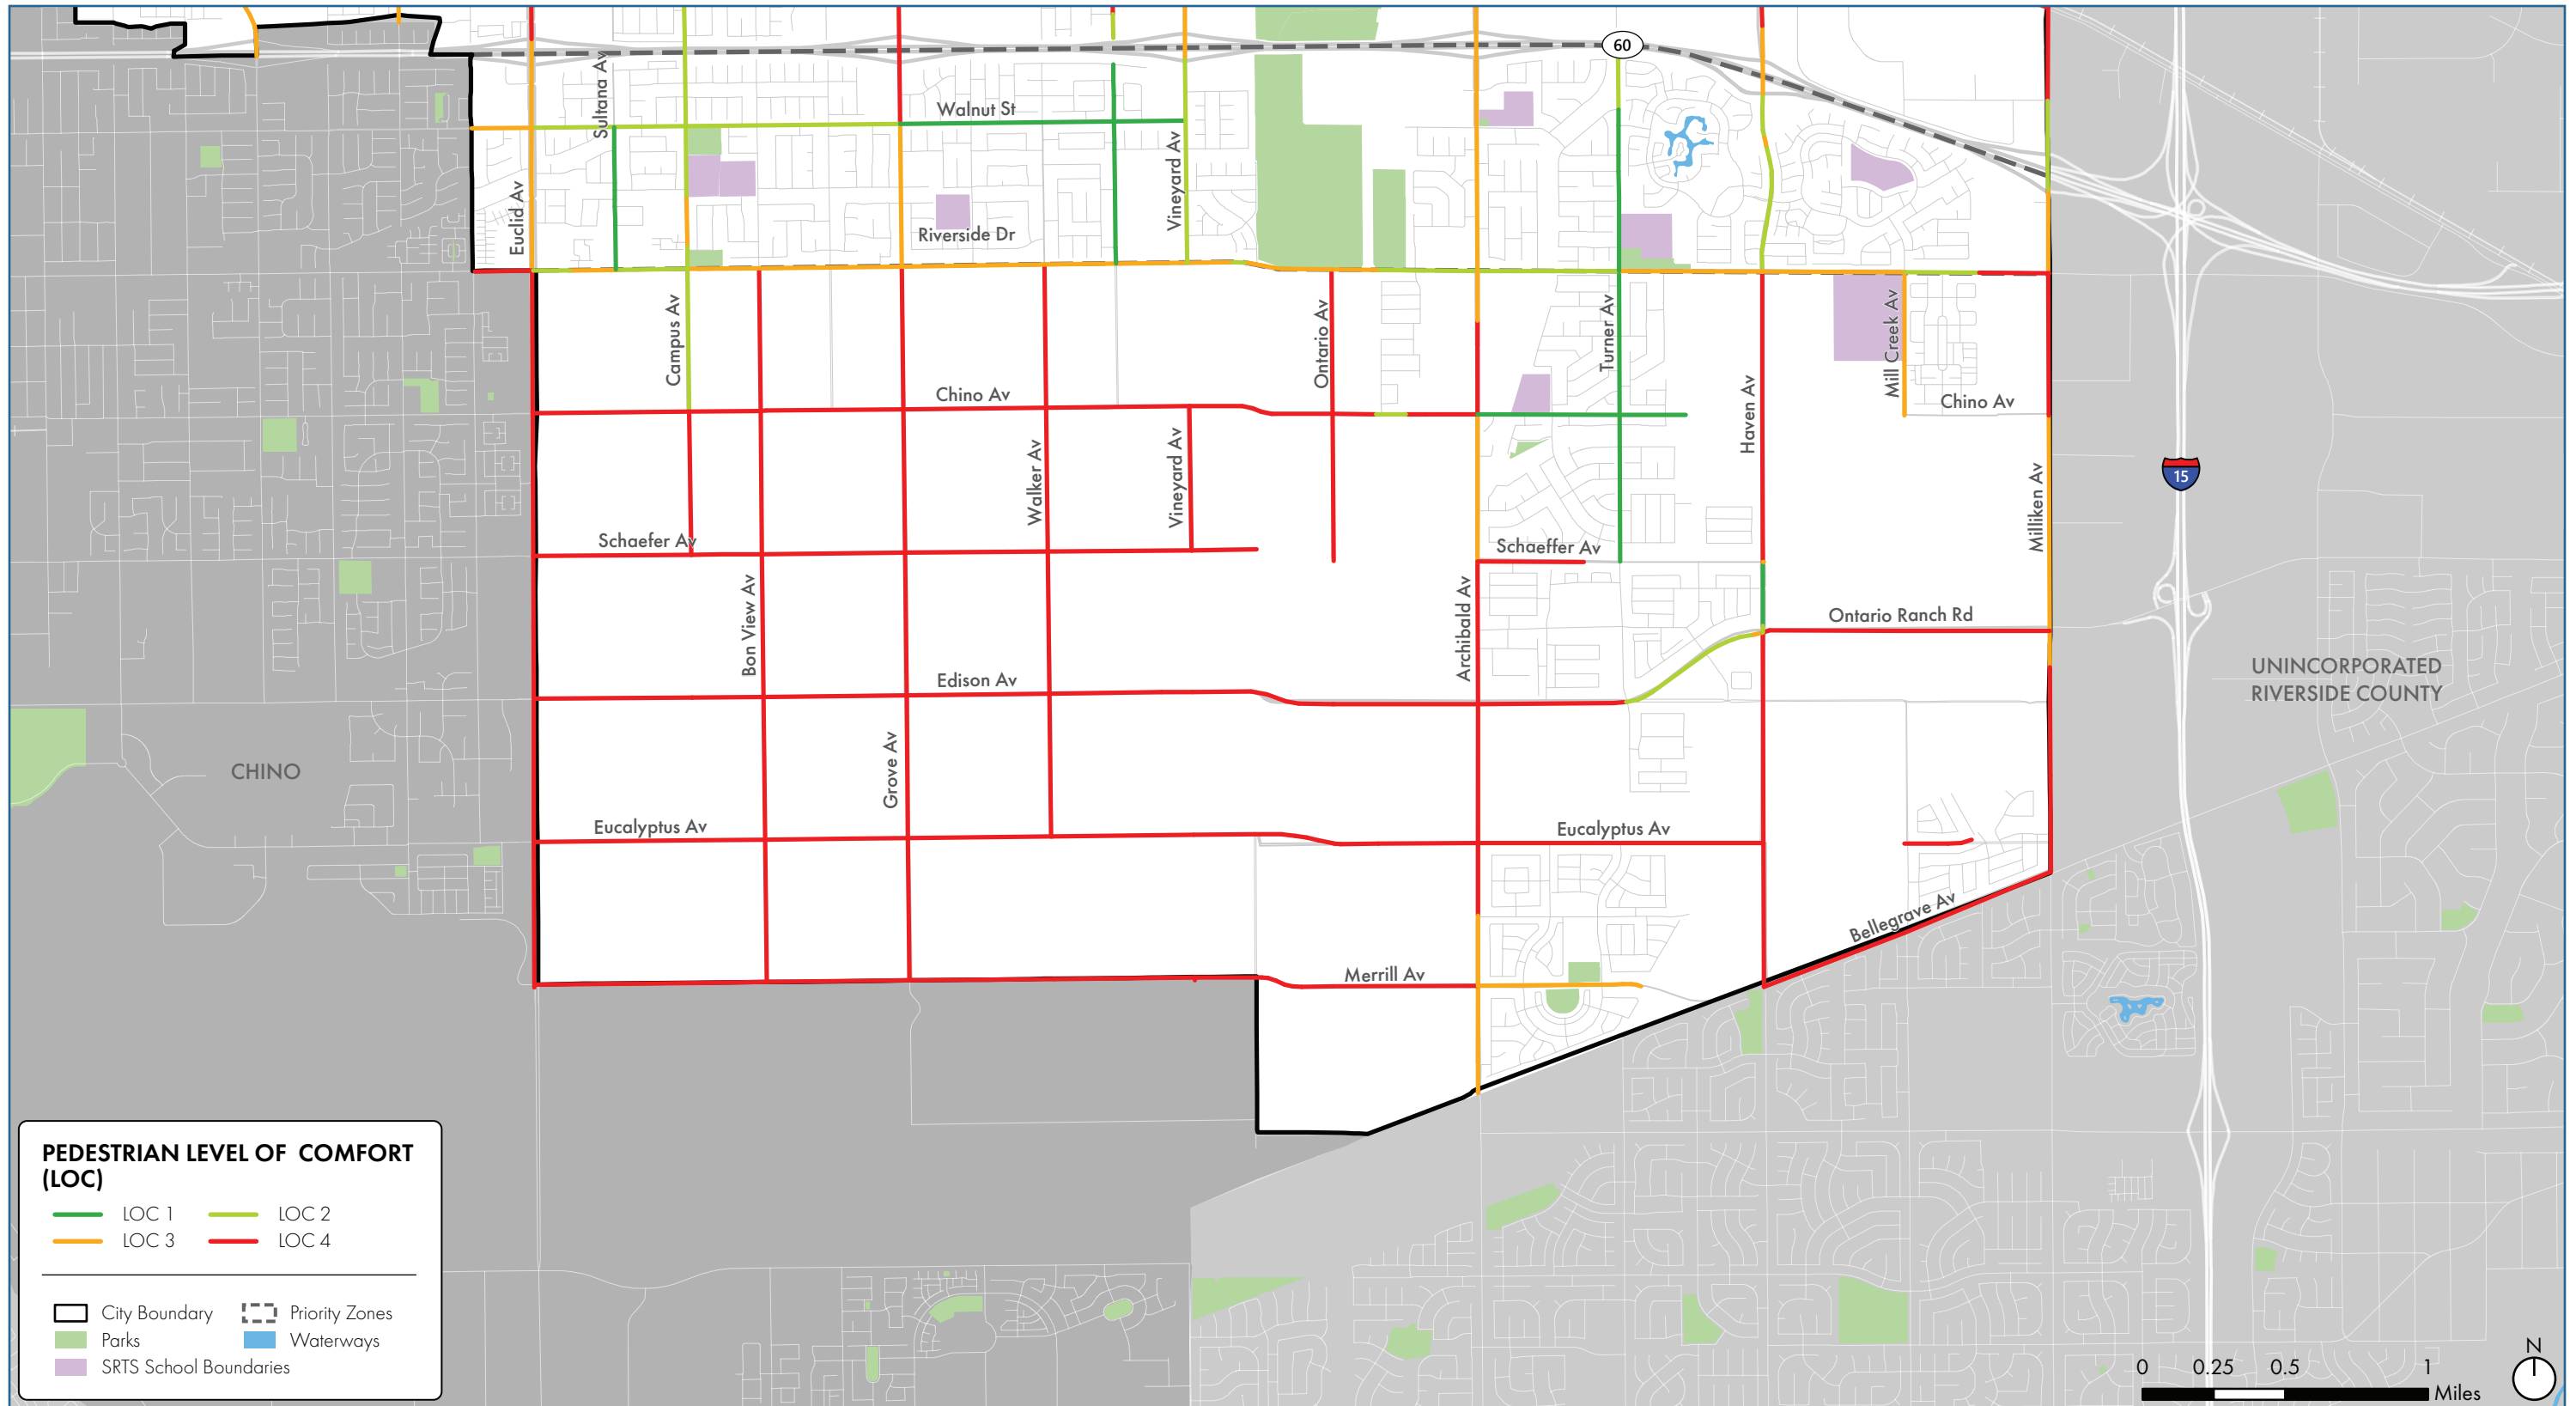 60
Sultana Av
Walnut St
Vineyard Av
Euclid Av
Riverside Dr
Campus Av
Ontario Av
Turner Av
Mill Creek Av
Chino Av
Chino Av
Haven Av
Walker Av
Vineyard Av
Milliken Av
15
Schaefer Av
Schaeffer Av
Bon View Av
Archibald Av
Ontario Ranch Rd
Edison Av
UNINCORPORATED
RIVERSIDE COUNTY
Grove Av
CHINO
Eucalyptus Av
Eucalyptus Av
Bellegrave Av
Merrill Av
PEDESTRIAN LEVEL OF COMFORT
(LOC)
LOC 1
LOC 2
LOC 3
LOC 4
City Boundary
Priority Zones
Parks
Waterways
SRTS School Boundaries
N
0 0.25 0.5 1
Miles